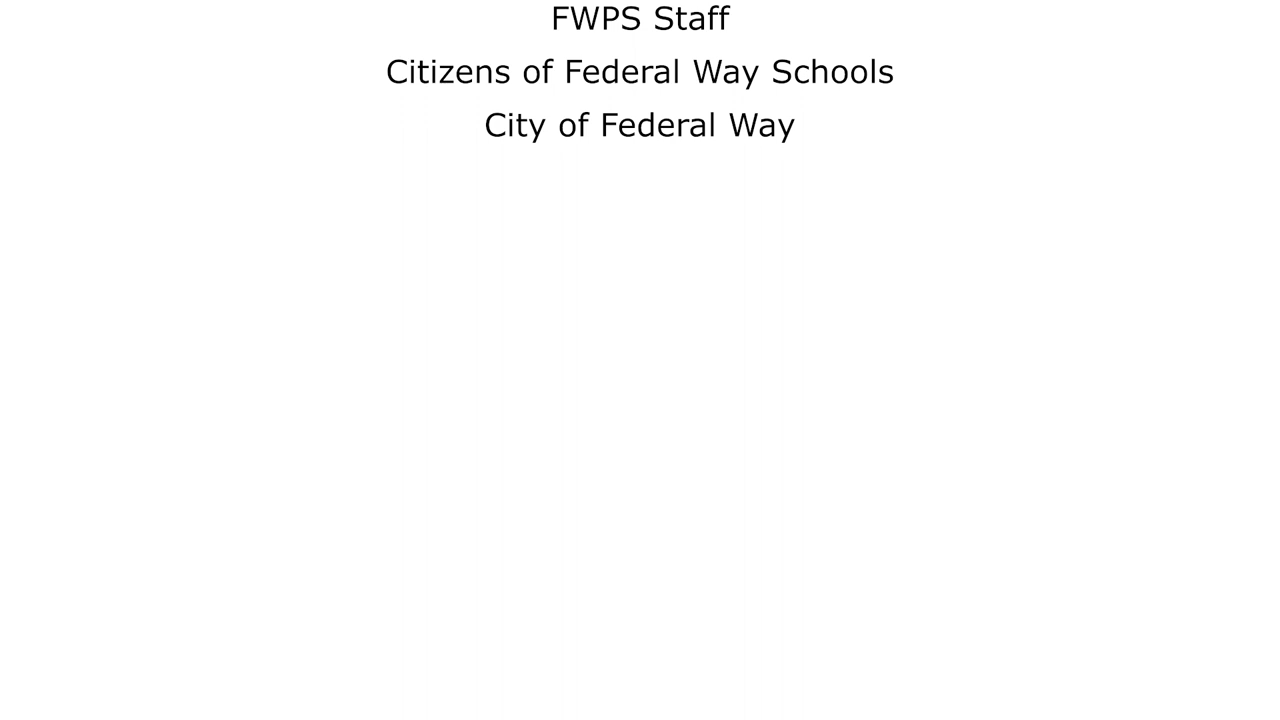 FWPS Staff
Citizens of Federal Way Schools
City of Federal Way